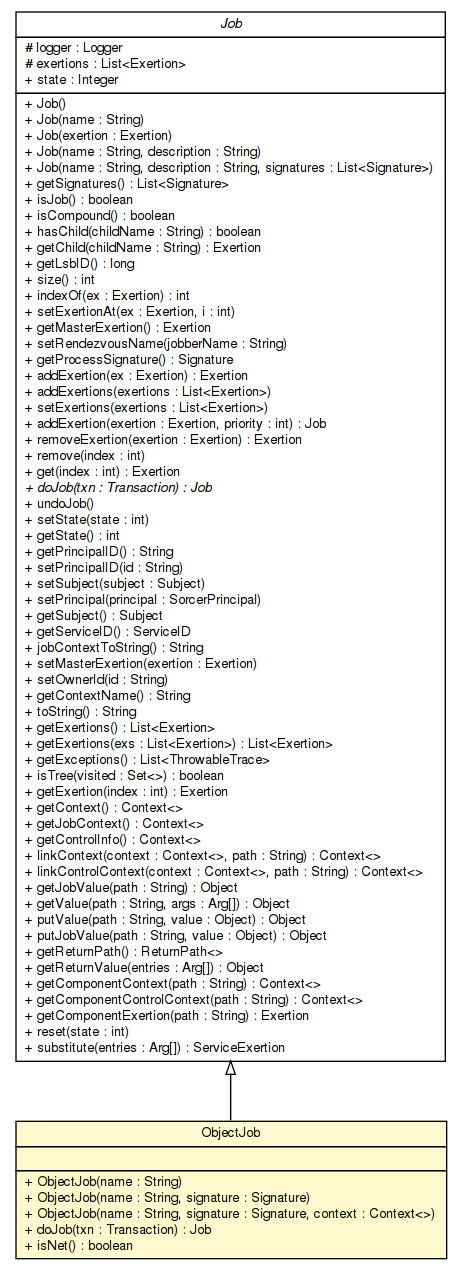 Job
# logger : Logger
# exertions : List<Exertion>
+ state : Integer
+ Job()
+ Job(name : String)
+ Job(exertion : Exertion)
+ Job(name : String, description : String)
+ Job(name : String, description : String, signatures : List<Signature>)
+ getSignatures() : List<Signature>
+ isJob() : boolean
+ isCompound() : boolean
+ hasChild(childName : String) : boolean
+ getChild(childName : String) : Exertion
+ getLsbID() : long
+ size() : int
+ indexOf(ex : Exertion) : int
+ setExertionAt(ex : Exertion, i : int)
+ getMasterExertion() : Exertion
+ setRendezvousName(jobberName : String)
+ getProcessSignature() : Signature
+ addExertion(ex : Exertion) : Exertion
+ addExertions(exertions : List<Exertion>)
+ setExertions(exertions : List<Exertion>)
+ addExertion(exertion : Exertion, priority : int) : Job
+ removeExertion(exertion : Exertion) : Exertion
+ remove(index : int)
+ get(index : int) : Exertion
+ doJob(txn : Transaction) : Job
+ undoJob()
+ setState(state : int)
+ getState() : int
+ getPrincipalID() : String
+ setPrincipalID(id : String)
+ setSubject(subject : Subject)
+ setPrincipal(principal : SorcerPrincipal)
+ getSubject() : Subject
+ getServiceID() : ServiceID
+ jobContextToString() : String
+ setMasterExertion(exertion : Exertion)
+ setOwnerId(id : String)
+ getContextName() : String
+ toString() : String
+ getExertions() : List<Exertion>
+ getExertions(exs : List<Exertion>) : List<Exertion>
+ getExceptions() : List<ThrowableTrace>
+ isTree(visited : Set<>) : boolean
+ getExertion(index : int) : Exertion
+ getContext() : Context<>
+ getJobContext() : Context<>
+ getControlInfo() : Context<>
+ linkContext(context : Context<>, path : String) : Context<>
+ linkControlContext(context : Context<>, path : String) : Context<>
+ getJobValue(path : String) : Object
+ getValue(path : String, args : Arg[]) : Object
+ putValue(path : String, value : Object) : Object
+ putJobValue(path : String, value : Object) : Object
+ getReturnPath() : ReturnPath<>
+ getReturnValue(entries : Arg[]) : Object
+ getComponentContext(path : String) : Context<>
+ getComponentControlContext(path : String) : Context<>
+ getComponentExertion(path : String) : Exertion
+ reset(state : int)
+ substitute(entries : Arg[]) : ServiceExertion
ObjectJob
+ ObjectJob(name : String)
+ ObjectJob(name : String, signature : Signature)
+ ObjectJob(name : String, signature : Signature, context : Context<>)
+ doJob(txn : Transaction) : Job
+ isNet() : boolean